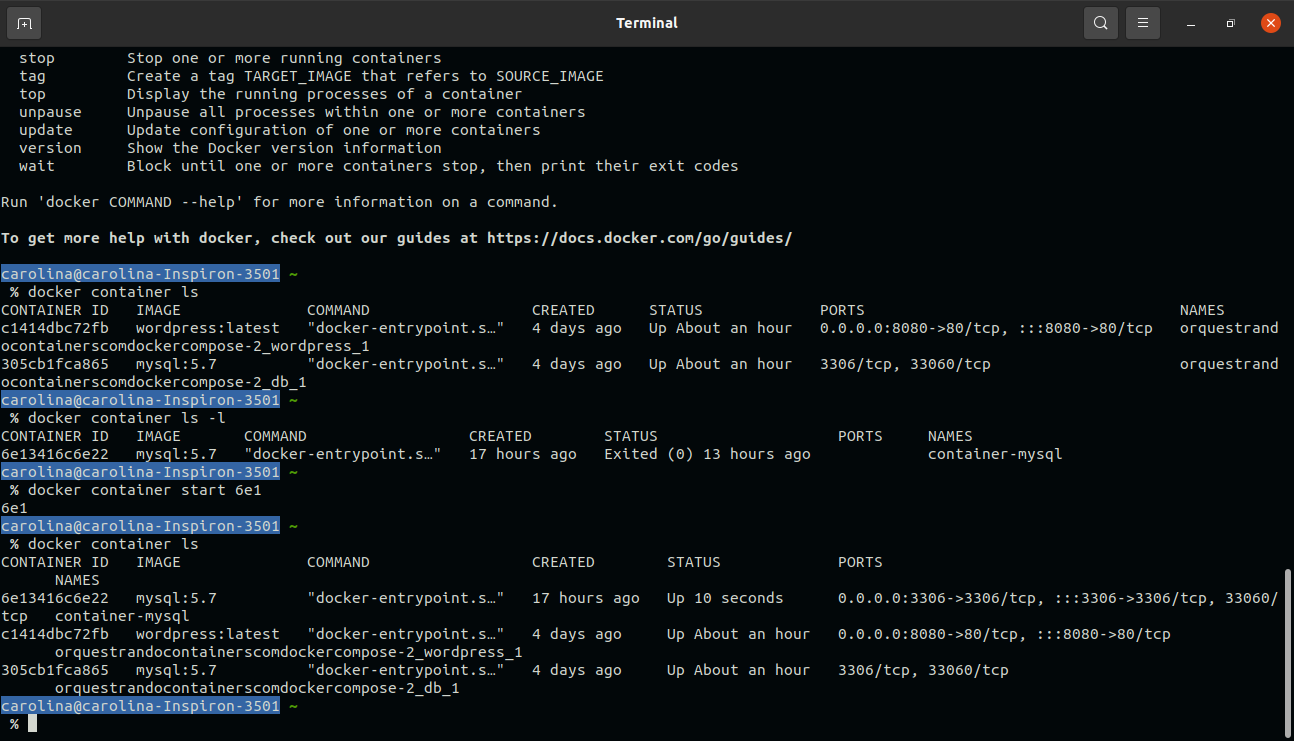 Terminal
stop        Stop one or more running containers
tag         Create a tag TARGET_IMAGE that refers to SOURCE_IMAGE
top         Display the running processes of a container
unpause     Unpause all processes within one or more containers
update      Update configuration of one or more containers
version     Show the Docker version information
wait        Block until one or more containers stop, then print their exit codes
Run 'docker COMMAND --help' for more information on a command.
To get more help with docker, check out our guides at https://docs.docker.com/go/guides/
carolina@carolina-Inspiron-3501 ~
% docker container ls
CONTAINER ID   IMAGE              COMMAND                  CREATED      STATUS             PORTS                                   NAMES
c1414dbc72fb   wordpress:latest   "docker-entrypoint.s…"   4 days ago   Up About an hour   0.0.0.0:8080->80/tcp, :::8080->80/tcp   orquestrand
ocontainerscomdockercompose-2_wordpress_1
305cb1fca865   mysql:5.7          "docker-entrypoint.s…"   4 days ago   Up About an hour   3306/tcp, 33060/tcp                     orquestrand
ocontainerscomdockercompose-2_db_1
carolina@carolina-Inspiron-3501 ~
% docker container ls -l
CONTAINER ID   IMAGE       COMMAND                  CREATED        STATUS                    PORTS     NAMES
6e13416c6e22   mysql:5.7   "docker-entrypoint.s…"   17 hours ago   Exited (0) 13 hours ago             container-mysql
carolina@carolina-Inspiron-3501 ~
% docker container start 6e1
6e1
carolina@carolina-Inspiron-3501 ~
% docker container ls
CONTAINER ID   IMAGE              COMMAND                  CREATED        STATUS             PORTS
      NAMES
6e13416c6e22   mysql:5.7          "docker-entrypoint.s…"   17 hours ago   Up 10 seconds      0.0.0.0:3306->3306/tcp, :::3306->3306/tcp, 33060/
tcp   container-mysql
c1414dbc72fb   wordpress:latest   "docker-entrypoint.s…"   4 days ago     Up About an hour   0.0.0.0:8080->80/tcp, :::8080->80/tcp
      orquestrandocontainerscomdockercompose-2_wordpress_1
305cb1fca865   mysql:5.7          "docker-entrypoint.s…"   4 days ago     Up About an hour   3306/tcp, 33060/tcp
      orquestrandocontainerscomdockercompose-2_db_1
carolina@carolina-Inspiron-3501 ~
%